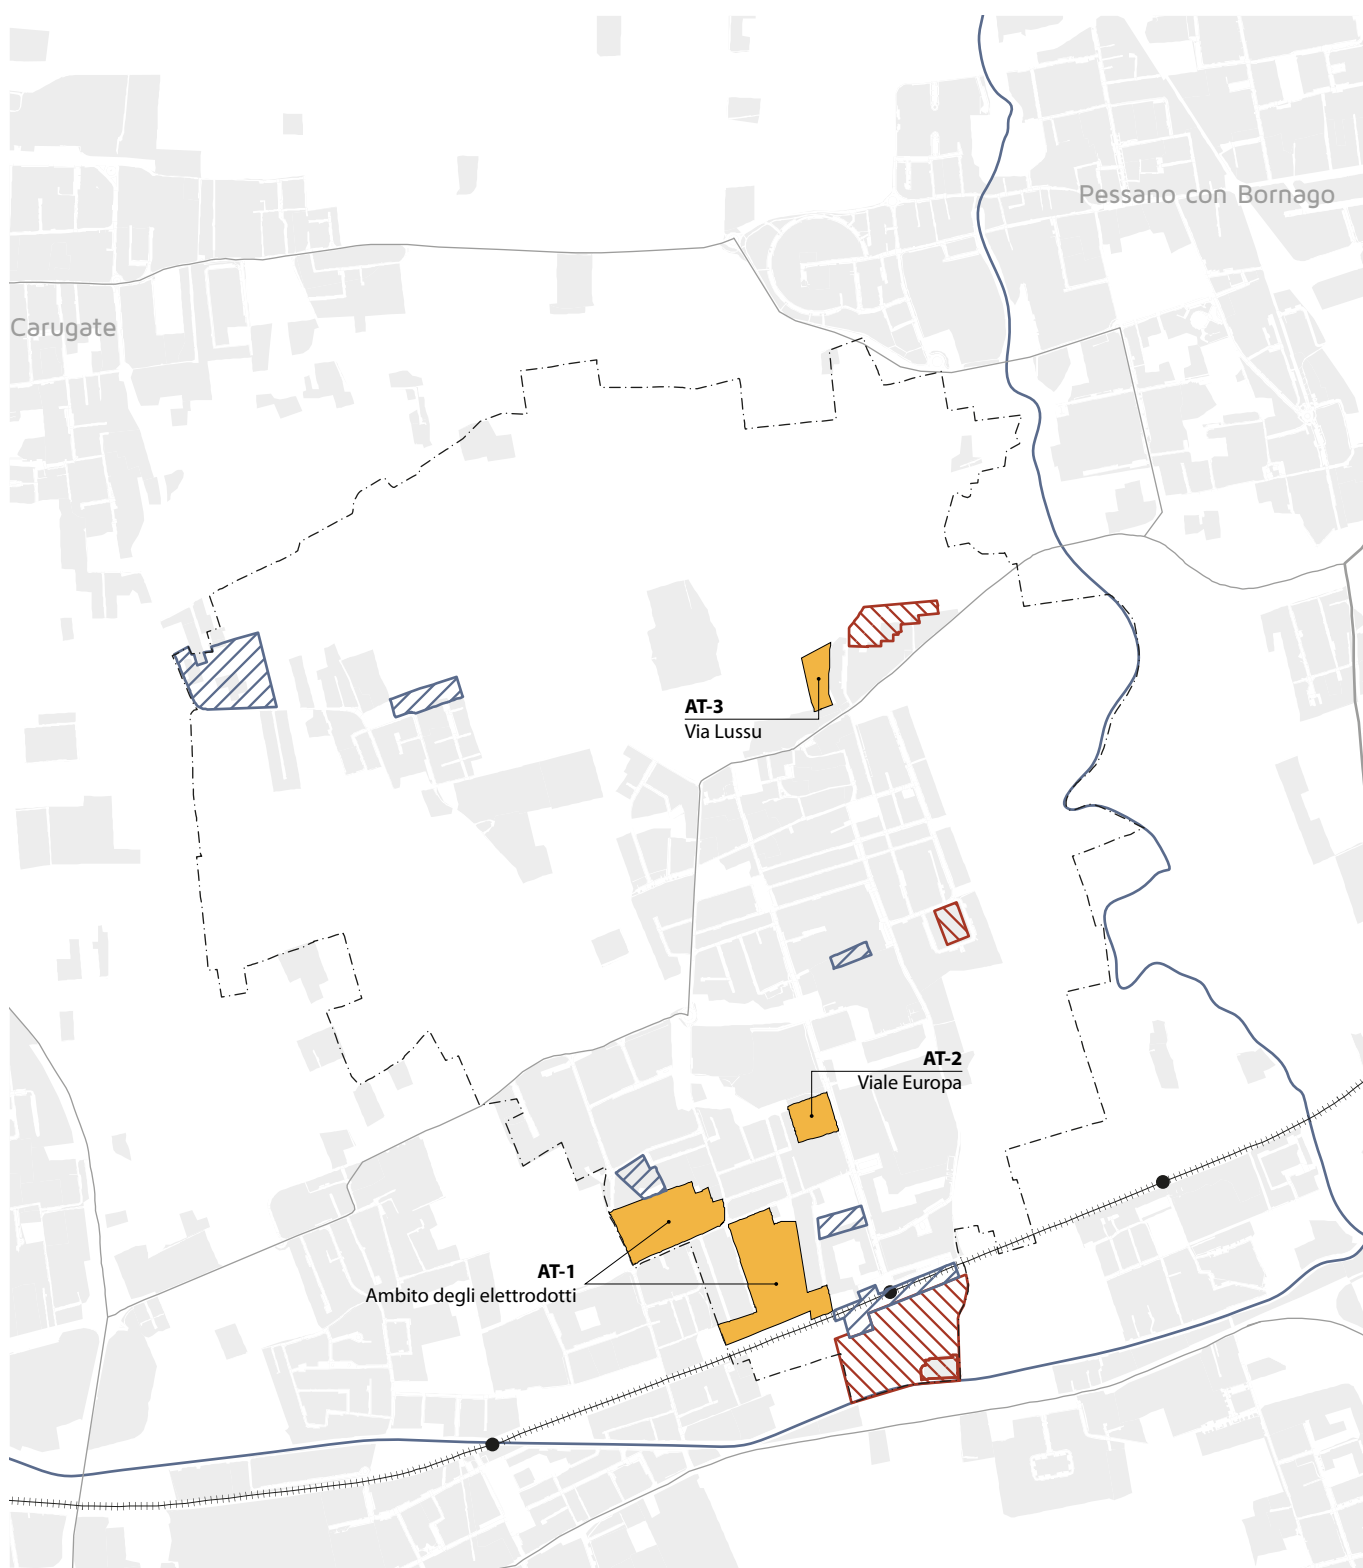 Pessano con Bornago
Carugate
AT-3
Via Lussu
AT-2
Viale Europa
AT-1
Ambito degli elettrodotti